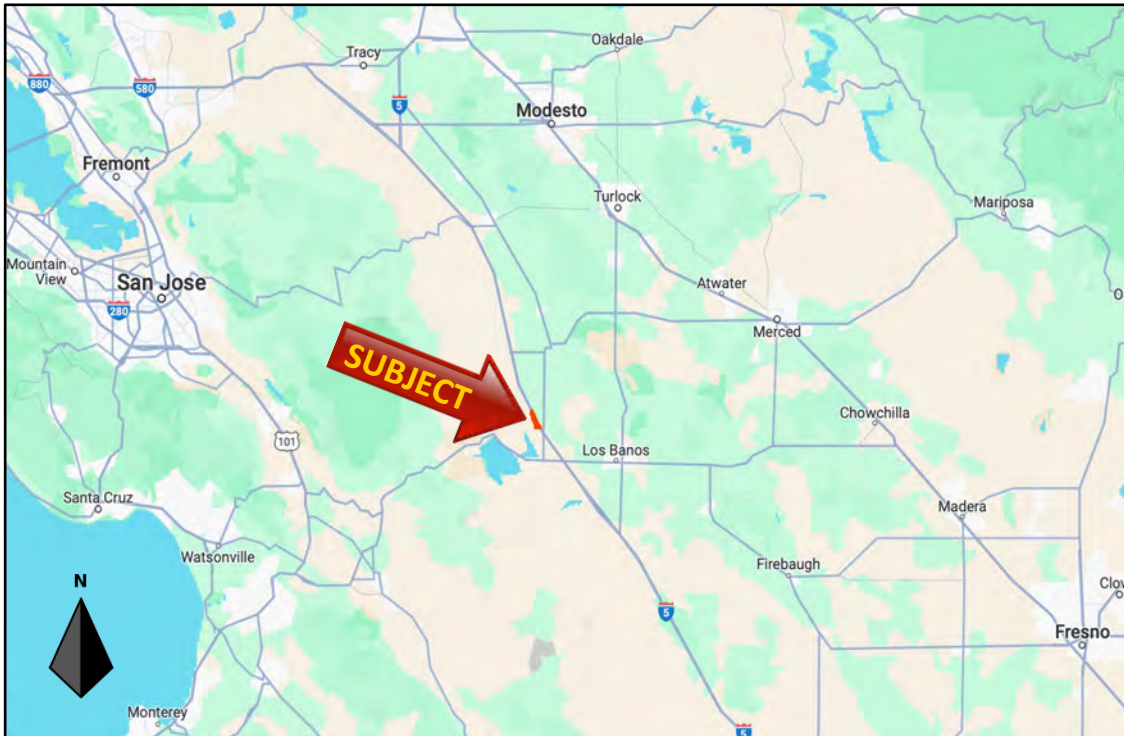 Oakdale
Tracy
880
580
5
Modesto
Fremont
Turlock
Mariposa
Mountain
View
San Jose
280
Atwater
Merced
SUBJECT
Chowchilla
101
Los Banos
Santa Cruz
Madera
Watsonville
Firebaugh
N
5
Fresno
Monterey
5